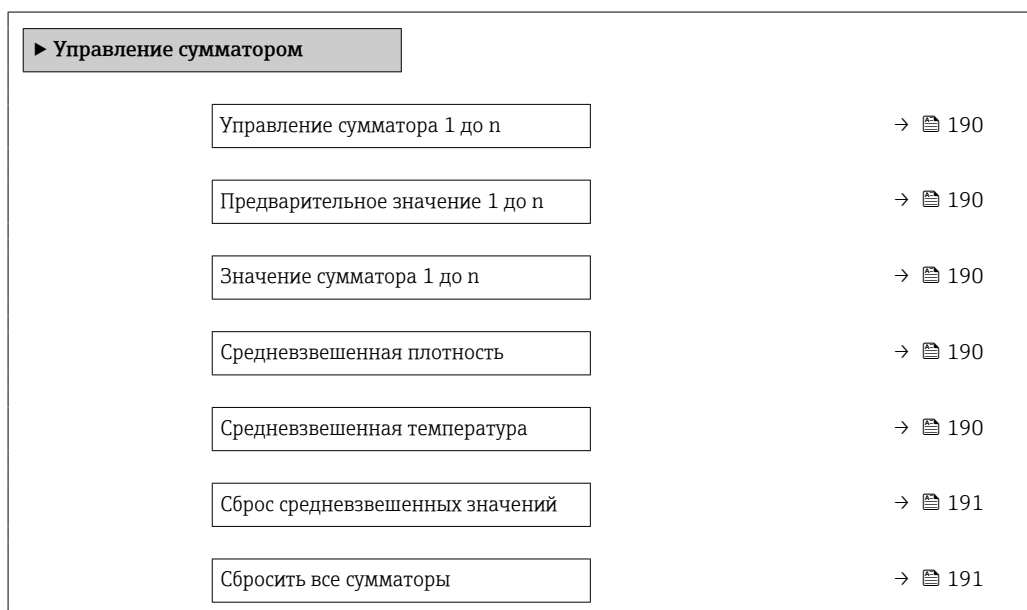 ▶ Управление сумматором
Управление сумматора 1 до n → 190
Предварительное значение 1 до n → 190
Значение сумматора 1 до n → 190
Средневзвешенная плотность → 190
Средневзвешенная температура → 190
Сброс средневзвешенных значений → 191
Сбросить все сумматоры → 191